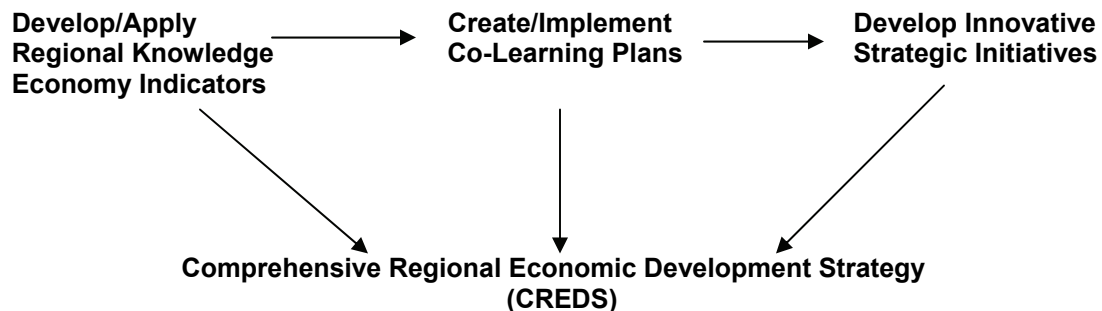 Develop/Apply
Regional Knowledge
Economy Indicators
Create/Implement
Co-Learning Plans
Develop Innovative
Strategic Initiatives
Comprehensive Regional Economic Development Strategy
(CREDS)